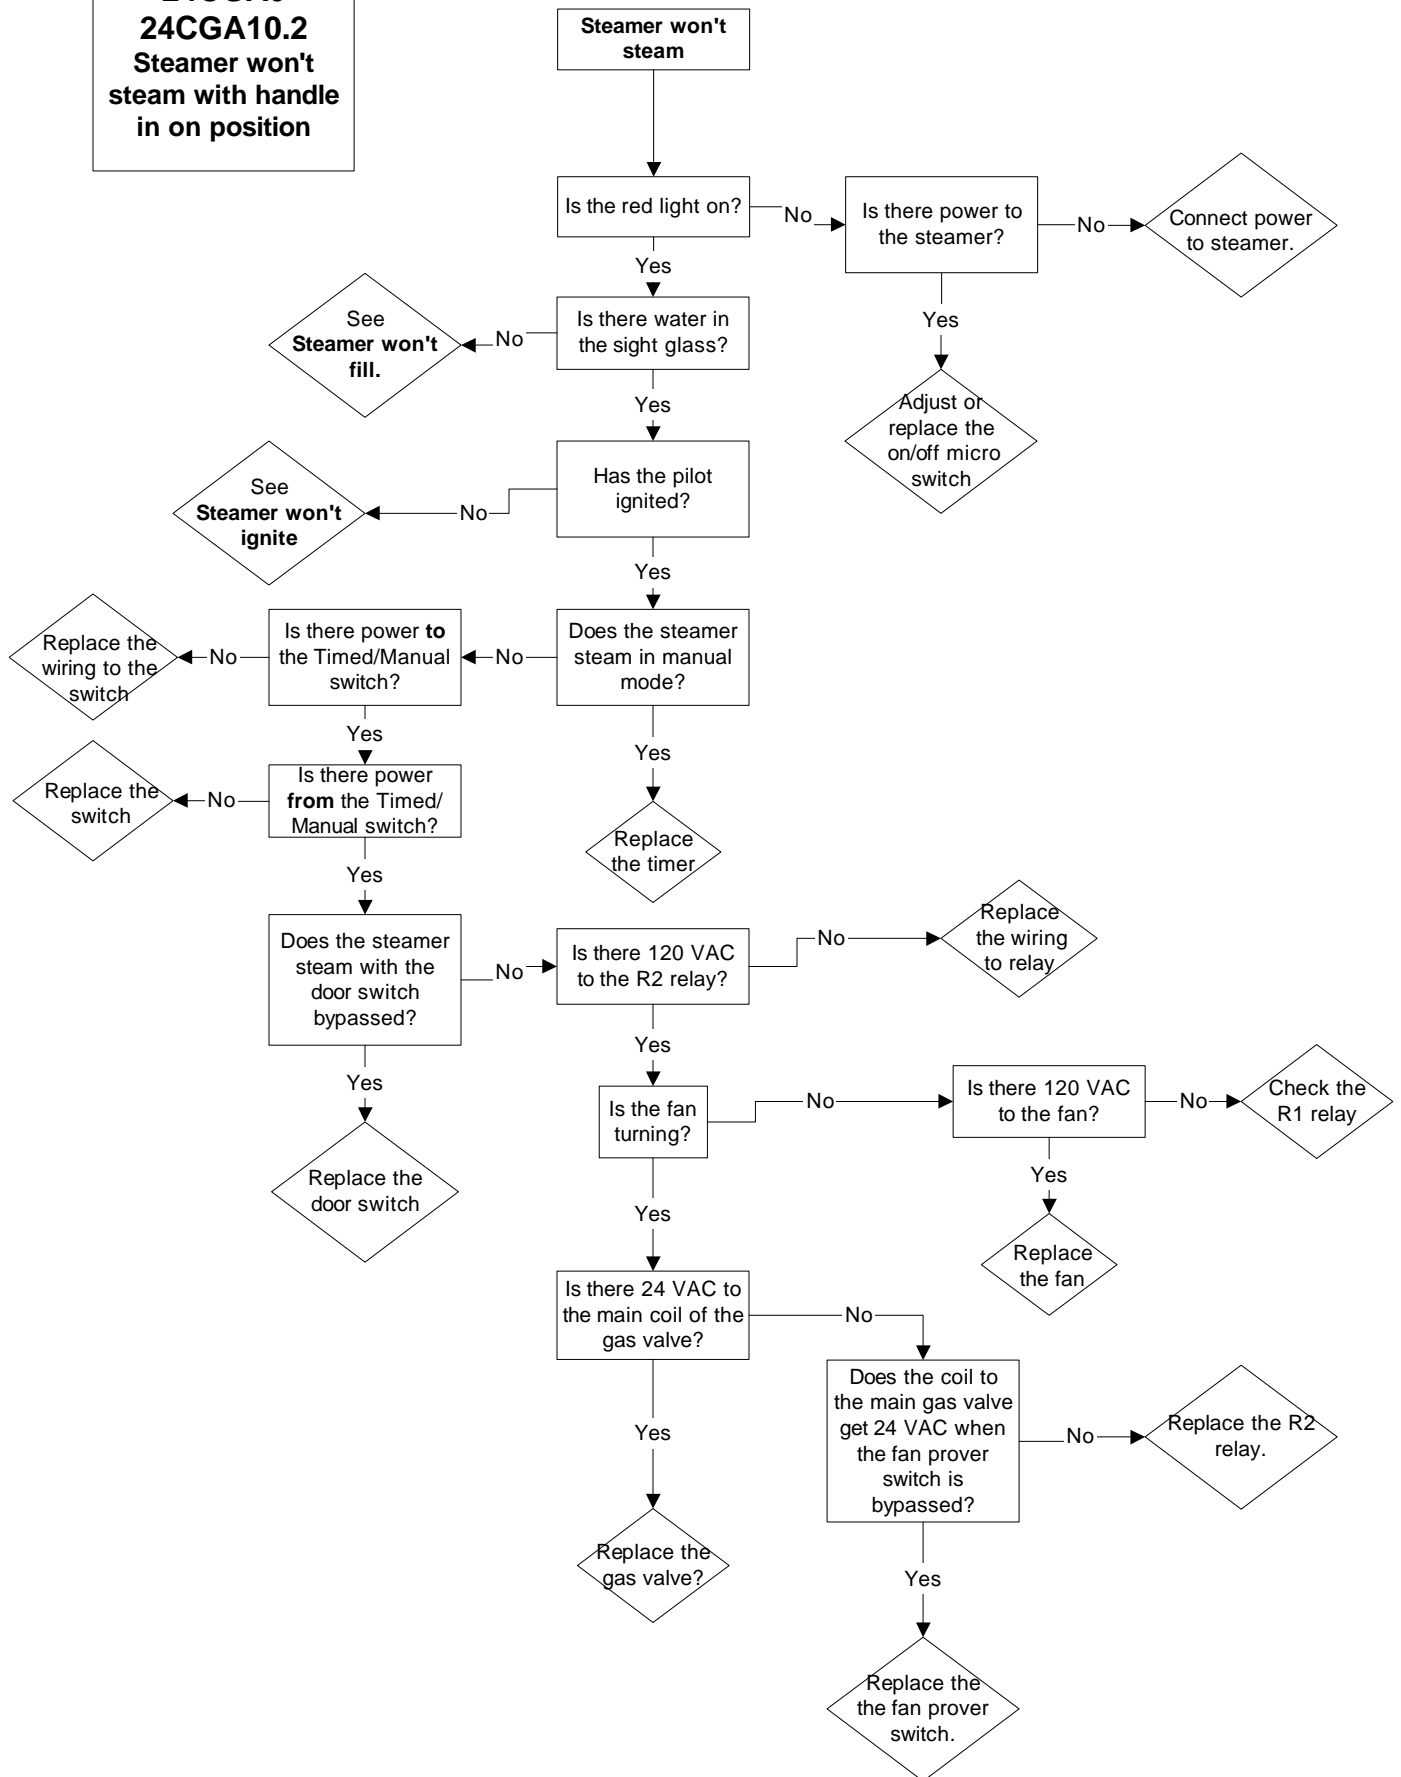 24CGA10.2
Steamer won't
steam with handle
in on position
Steamer won't
steam
Is the red light on?
No
Is there power to
the steamer?
No
Connect power
to steamer.
Yes
Yes
Adjust or
replace the
on/off micro
switch
Is there water in
the sight glass?
No
See
Steamer won't
fill.
Yes
Has the pilot
ignited?
No
See
Steamer won't
ignite
Yes
Does the steamer
steam in manual
mode?
No
Is there power to
the Timed/Manual
switch?
No
Replace the
wiring to the
switch
Yes
Yes
Replace
the timer
Is there power
from the Timed/
Manual switch?
No
Replace the
switch
Yes
Does the steamer
steam with the
door switch
bypassed?
No
Is there 120 VAC
to the R2 relay?
No
Replace
the wiring
to relay
Yes
Replace the
door switch
Yes
Is the fan
turning?
No
Is there 120 VAC
to the fan?
No
Check the
R1 relay
Yes
Replace
the fan
Yes
Is there 24 VAC to
the main coil of the
gas valve?
No
Does the coil to
the main gas valve
get 24 VAC when
the fan prover
switch is
bypassed?
No
Replace the R2
relay.
Yes
Replace the
gas valve?
Yes
Replace the
the fan prover
switch.